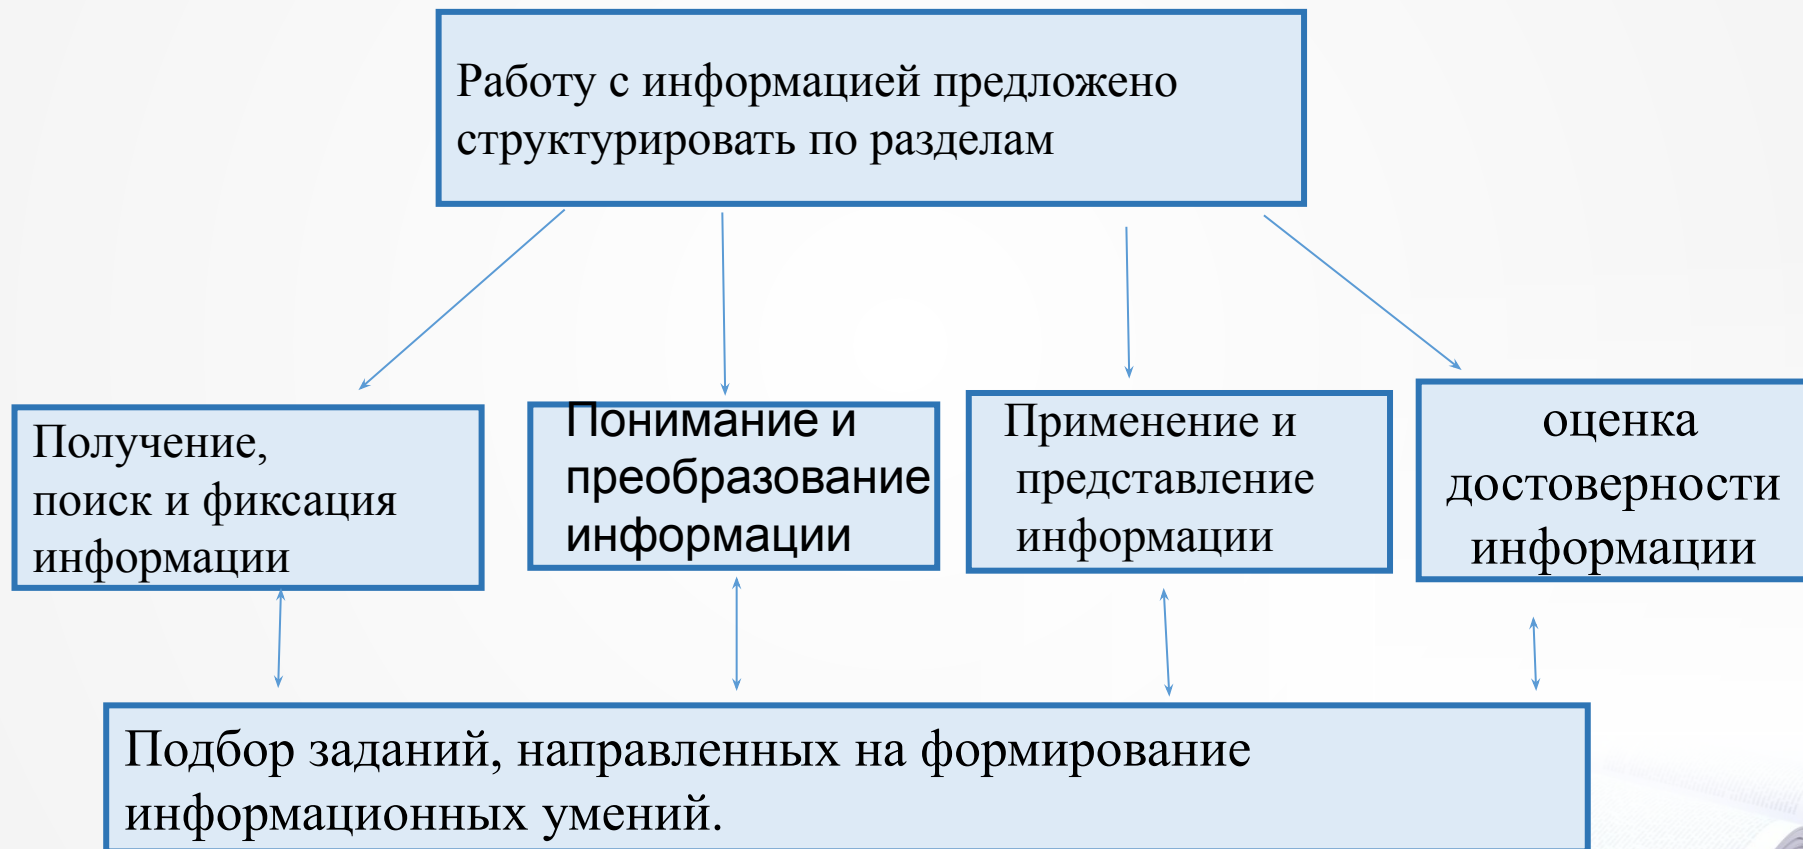 Работу с информацией предложено
структурировать по разделам
Получение,
поиск и фиксация
информации
Понимание и
преобразование
информации
Применение и
представление
информации
оценка
достоверности
информации
Подбор заданий, направленных на формирование
информационных умений.